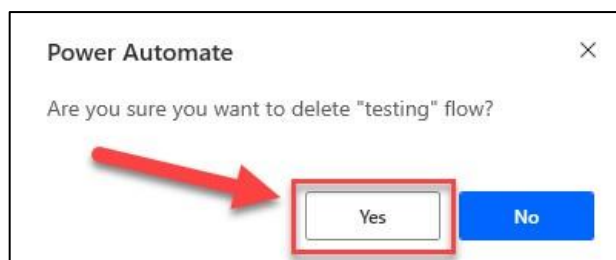 Power Automate
Are you sure you want to delete "testing" flow?
Yes No